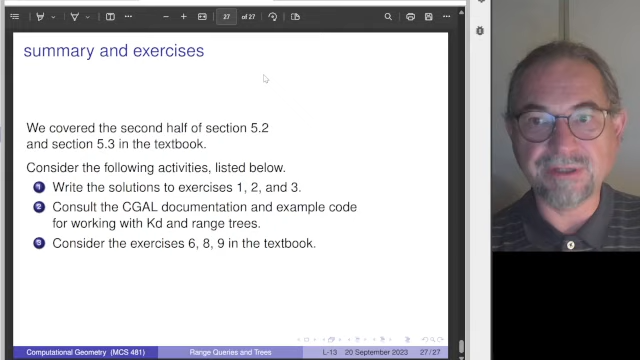 27 of 27
summary and exercises
We covered the second half of section 5.2
and section 5.3 in the textbook.
Consider the following activities, listed below.
1 Write the solutions to exercises 1, 2, and 3.
2 Consult the CGAL documentation and example code
for working with Kd and range trees.
3 Consider the exercises 6, 8, 9 in the textbook.
Computational Geometry (MCS 481) Range Queries and Trees L-13 20 September 2023 27 / 27